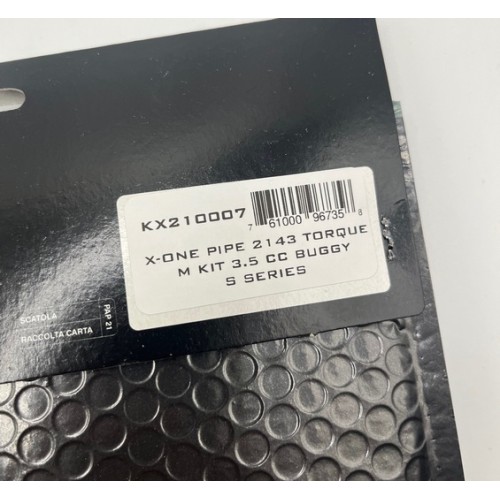 KX210007
7 61000 96735 8
X-ONE PIPE 2143 TORQUE
M KIT 3.5 CC BUGGY
S SERIES
SCATOLA
RACCOLTA CARTA
PAP 21